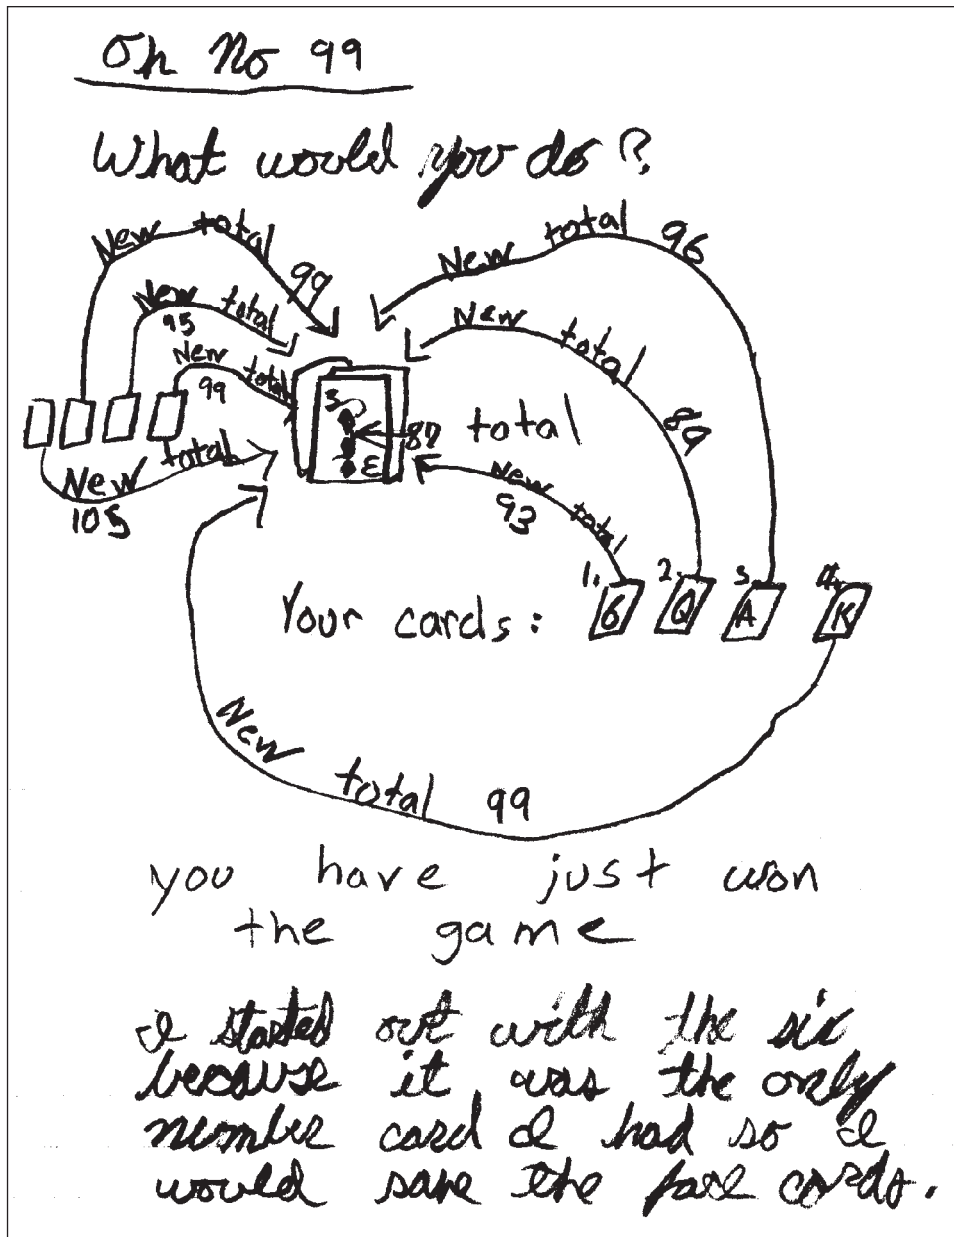 Oh No 99
What would you do?
New total 99
New total 95
New total 99
New total 105
New total 96
New total 89
New total 93
3
87 total
Your cards:
1. 2. 3. 4.
6 Q A K
New total 99
you have just won
the game
I started out with the six
because it was the only
number card I had so I
would save the face cards.